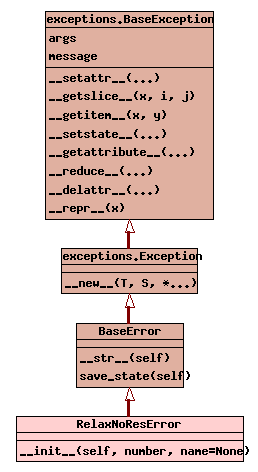 exceptions.BaseException
args
message
__setattr__(...)
__getslice__(x, i, j)
__getitem__(x, y)
__setstate__(...)
__getattribute__(...)
__reduce__(...)
__delattr__(...)
__repr__(x)
exceptions.Exception
__new__(T, S, *...)
BaseError
__str__(self)
save_state(self)
RelaxNoResError
__init__(self, number, name=None)